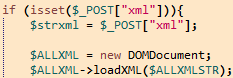 if (isset($_POST["xml"])){
$strxml = $_POST["xml"];
$ALLXML = new DOMDocument;
$ALLXML->loadXML($ALLXMLSTR);